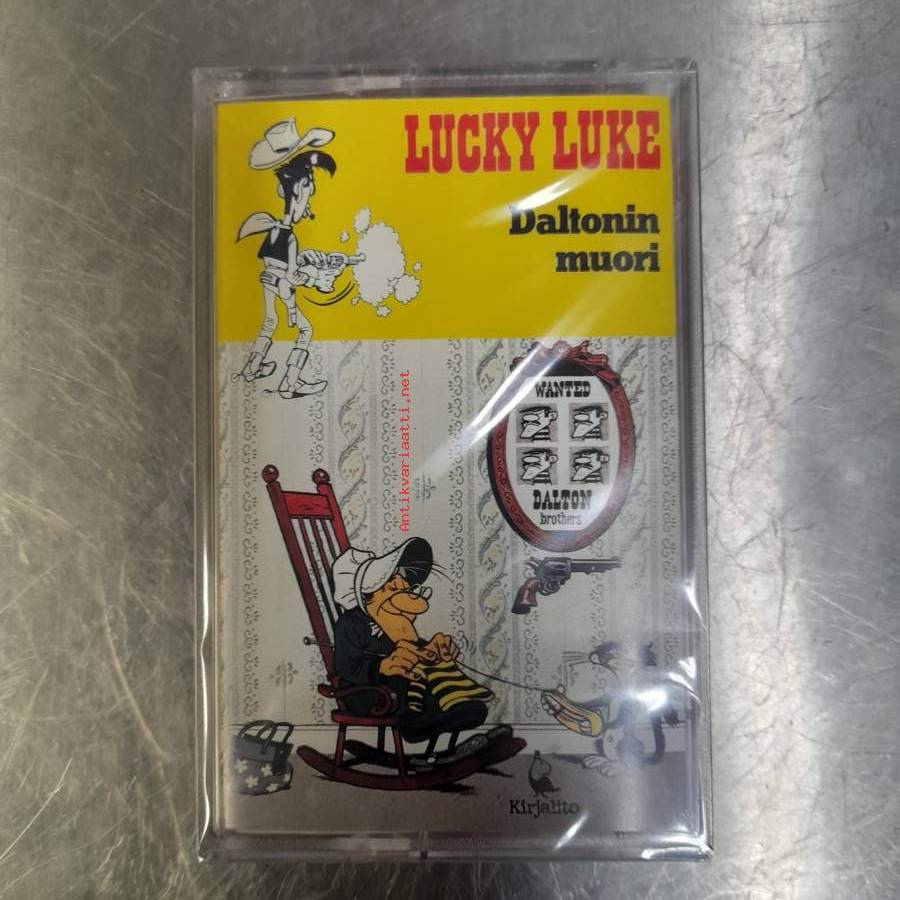 LUCKY LUKE
Daltonin
muori
WANTED
DALTON
brothers
Antikvariaatti.net
Kirjalito